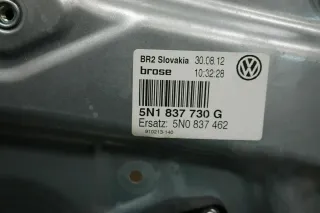 BR2 Slovakia 30.08.12
brose 10:32:28
5N1 837 730 G
Ersatz: 5N0 837 462